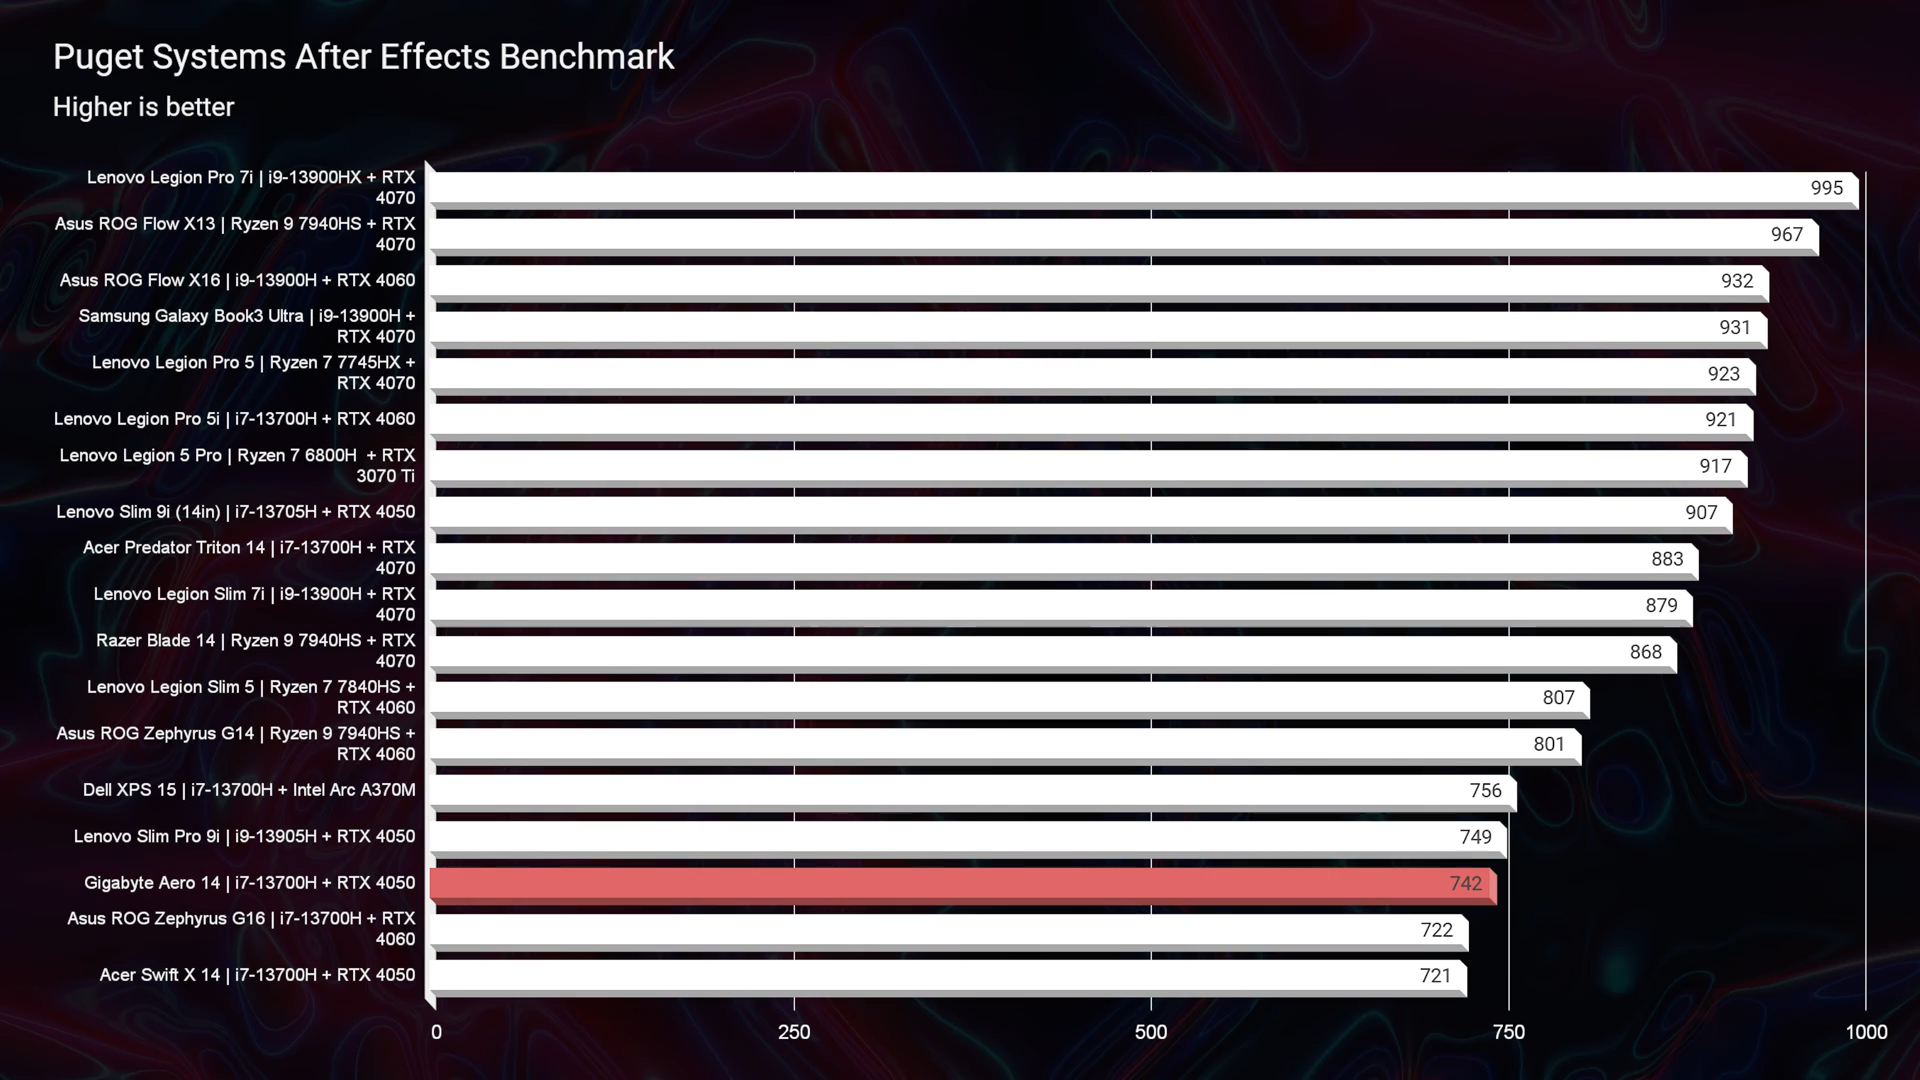 Puget Systems After Effects Benchmark
Higher is better
Lenovo Legion Pro 7i | i9-13900HX + RTX
4070
995
Asus ROG Flow X13 | Ryzen 9 7940HS + RTX
4070
967
Asus ROG Flow X16 | i9-13900H + RTX 4060
932
Samsung Galaxy Book3 Ultra | i9-13900H +
RTX 4070
931
Lenovo Legion Pro 5 | Ryzen 7 7745HX +
RTX 4070
923
Lenovo Legion Pro 5i | i7-13700H + RTX 4060
921
Lenovo Legion 5 Pro | Ryzen 7 6800H + RTX
3070 Ti
917
Lenovo Slim 9i (14in) | i7-13705H + RTX 4050
907
Acer Predator Triton 14 | i7-13700H + RTX
4070
883
Lenovo Legion Slim 7i | i9-13900H + RTX
4070
879
Razer Blade 14 | Ryzen 9 7940HS + RTX
4070
868
Lenovo Legion Slim 5 | Ryzen 7 7840HS +
RTX 4060
807
Asus ROG Zephyrus G14 | Ryzen 9 7940HS +
RTX 4060
801
Dell XPS 15 | i7-13700H + Intel Arc A370M
756
Lenovo Slim Pro 9i | i9-13905H + RTX 4050
749
Gigabyte Aero 14 | i7-13700H + RTX 4050
742
Asus ROG Zephyrus G16 | i7-13700H + RTX
4060
722
Acer Swift X 14 | i7-13700H + RTX 4050
721
0 250 500 750 1000